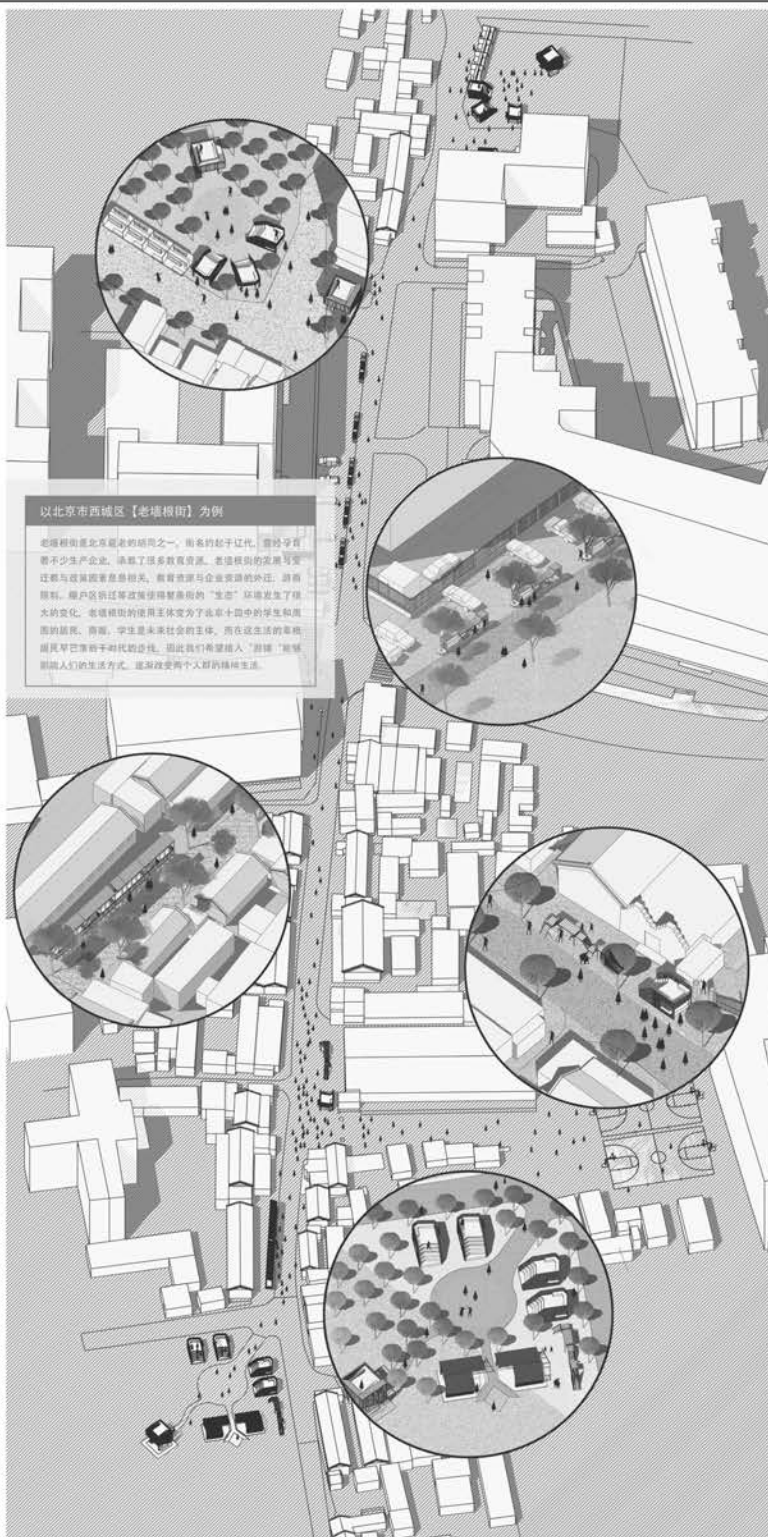 以北京市西城区【老墙根街】为例
老墙根街是北京最老的胡同之一，街名约起于辽代，曾经孕育
着不少生产企业，承载了很多教育资源。老墙根街的发展与变
迁都与政策因素息息相关，教育资源与企业资源的外迁，游商
限制，棚户区拆迁等政策使得整条街的“生态”环境发生了很
大的变化。老墙根街的使用主体变为了北京十四中的学生和周
围的居民、商贩。学生是未来社会的主体，而在这生活的
居民早已落后于时代的步伐，因此我们希望植入“游铺”能够
人们的生活方式，逐渐改变两个人群的精神生活。